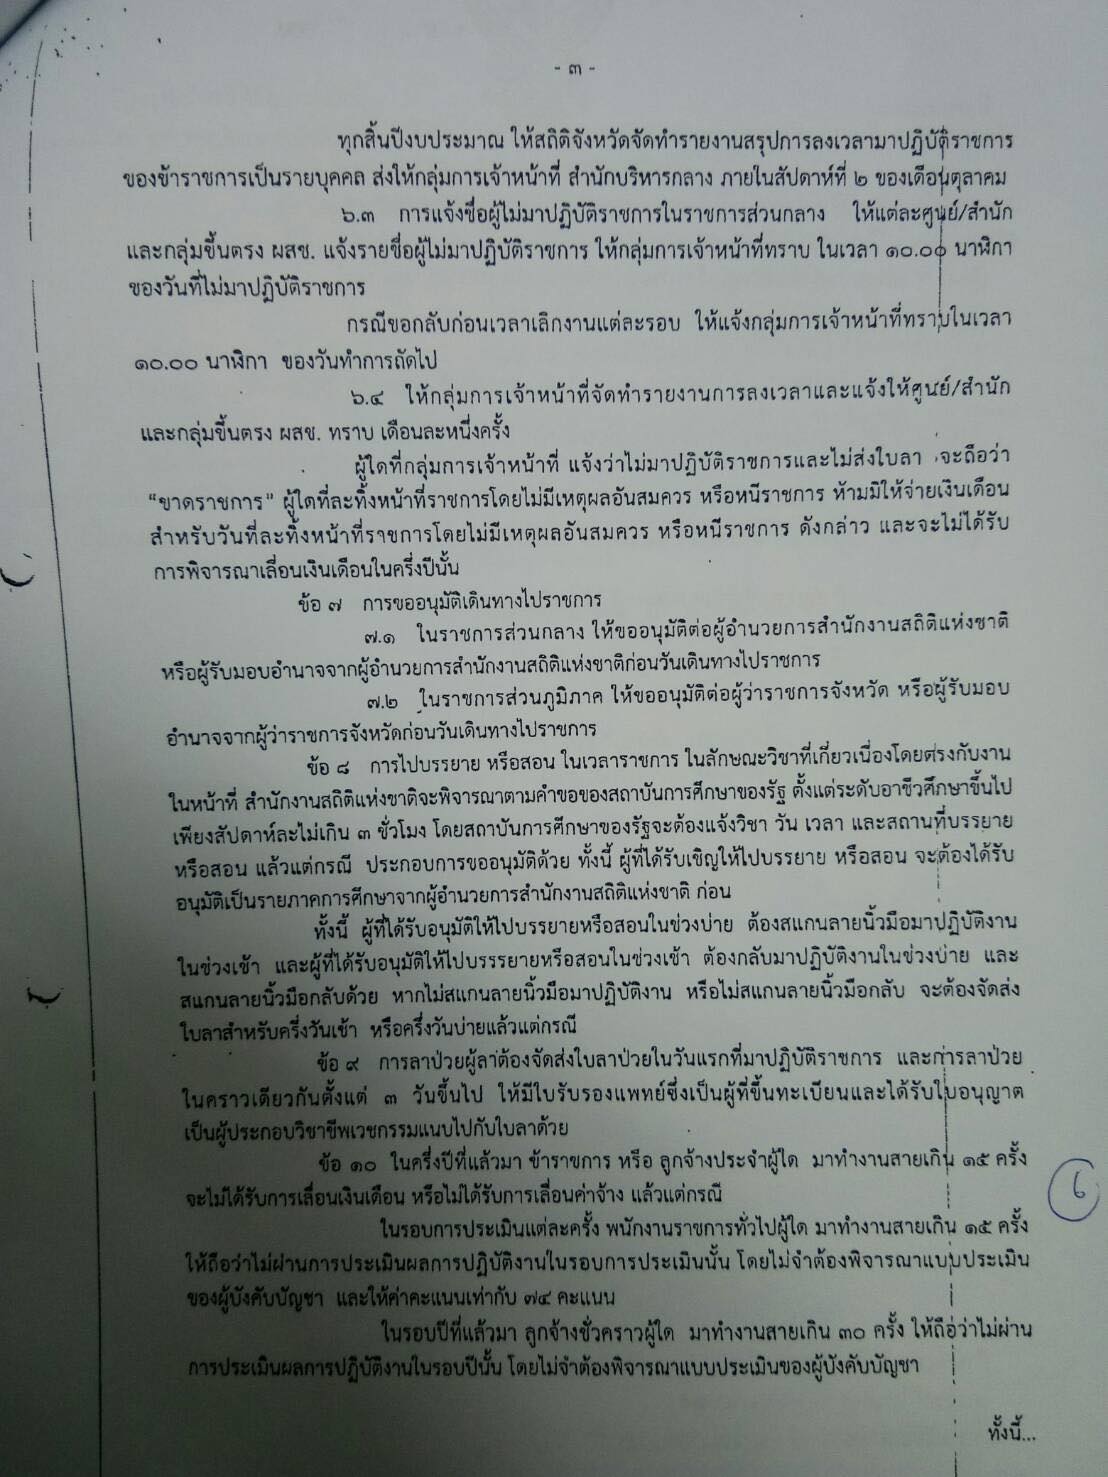 - ๓ -
ทุกสิ้นปีงบประมาณ ให้สถิติจังหวัดจัดทำรายงานสรุปการลงเวลามาปฏิบัติราชการ
ของข้าราชการเป็นรายบุคคล ส่งให้กลุ่มการเจ้าหน้าที่ สำนักบริหารกลาง ภายในสัปดาห์ที่ ๒ ของเดือนตุลาคม
๖.๓ การแจ้งชื่อผู้ไม่มาปฏิบัติราชการในราชการส่วนกลาง ให้แต่ละศูนย์/สำนัก
และกลุ่มขึ้นตรง ผสช. แจ้งรายชื่อผู้ไม่มาปฏิบัติราชการ ให้กลุ่มการเจ้าหน้าที่ทราบ ในเวลา ๑๐.๐๐ นาฬิกา
ของวันที่ไม่มาปฏิบัติราชการ
กรณีขอกลับก่อนเวลาเลิกงานแต่ละรอบ ให้แจ้งกลุ่มการเจ้าหน้าที่ทราบในเวลา
๑๐.๐๐ นาฬิกา ของวันทำการถัดไป
๖.๔ ให้กลุ่มการเจ้าหน้าที่จัดทำรายงานการลงเวลาและแจ้งให้ศูนย์/สำนัก
และกลุ่มขึ้นตรง ผสช. ทราบ เดือนละหนึ่งครั้ง
ผู้ใดที่กลุ่มการเจ้าหน้าที่ แจ้งว่าไม่มาปฏิบัติราชการและไม่ส่งใบลา จะถือว่า
"ขาดราชการ" ผู้ใดที่ละทิ้งหน้าที่ราชการโดยไม่มีเหตุผลอันสมควร หรือหนีราชการ ห้ามมิให้จ่ายเงินเดือน
สำหรับวันที่ละทิ้งหน้าที่ราชการโดยไม่มีเหตุผลอันสมควร หรือหนีราชการ ดังกล่าว และจะไม่ได้รับ
การพิจารณาเลื่อนเงินเดือนในครึ่งปีนั้น
ข้อ ๗ การขออนุมัติเดินทางไปราชการ
๗.๑ ในราชการส่วนกลาง ให้ขออนุมัติต่อผู้อำนวยการสำนักงานสถิติแห่งชาติ
หรือผู้รับมอบอำนาจจากผู้อำนวยการสำนักงานสถิติแห่งชาติก่อนวันเดินทางไปราชการ
๗.๒ ในราชการส่วนภูมิภาค ให้ขออนุมัติต่อผู้ว่าราชการจังหวัด หรือผู้รับมอบ
อำนาจจากผู้ว่าราชการจังหวัดก่อนวันเดินทางไปราชการ
ข้อ ๘ การไปบรรยาย หรือสอน ในเวลาราชการ ในลักษณะวิชาที่เกี่ยวเนื่องโดยตรงกับงาน
ในหน้าที่ สำนักงานสถิติแห่งชาติจะพิจารณาตามคำขอของสถาบันการศึกษาของรัฐ ตั้งแต่ระดับอาชีวศึกษาขึ้นไป
เพียงสัปดาห์ละไม่เกิน ๓ ชั่วโมง โดยสถาบันการศึกษาของรัฐจะต้องแจ้งวิชา วัน เวลา และสถานที่บรรยาย
หรือสอน แล้วแต่กรณี ประกอบการขออนุมัติด้วย ทั้งนี้ ผู้ที่ได้รับเชิญให้ไปบรรยาย หรือสอน จะต้องได้รับ
อนุมัติเป็นรายภาคการศึกษาจากผู้อำนวยการสำนักงานสถิติแห่งชาติ ก่อน
ทั้งนี้ ผู้ที่ได้รับอนุมัติให้ไปบรรยายหรือสอนในช่วงบ่าย ต้องสแกนลายนิ้วมือมาปฏิบัติงาน
ในช่วงเช้า และผู้ที่ได้รับอนุมัติให้ไปบรรรยายหรือสอนในช่วงเช้า ต้องกลับมาปฏิบัติงานในช่วงบ่าย และ
สแกนลายนิ้วมือกลับด้วย หากไม่สแกนลายนิ้วมือมาปฏิบัติงาน หรือไม่สแกนลายนิ้วมือกลับ จะต้องจัดส่ง
ใบลาสำหรับครึ่งวันเช้า หรือครึ่งวันบ่ายแล้วแต่กรณี
ข้อ ๙ การลาป่วยผู้ลาต้องจัดส่งใบลาป่วยในวันแรกที่มาปฏิบัติราชการ และการลาป่วย
ในคราวเดียวกันตั้งแต่ ๓ วันขึ้นไป ให้มีใบรับรองแพทย์ซึ่งเป็นผู้ที่ขึ้นทะเบียนและได้รับใบอนุญาต
เป็นผู้ประกอบวิชาชีพเวชกรรมแนบไปกับใบลาด้วย
ข้อ ๑๐ ในครึ่งปีที่แล้วมา ข้าราชการ หรือ ลูกจ้างประจำผู้ใด มาทำงานสายเกิน ๑๕ ครั้ง
จะไม่ได้รับการเลื่อนเงินเดือน หรือไม่ได้รับการเลื่อนค่าจ้าง แล้วแต่กรณี
ในรอบการประเมินแต่ละครั้ง พนักงานราชการทั่วไปผู้ใด มาทำงานสายเกิน ๑๕ ครั้ง
ให้ถือว่าไม่ผ่านการประเมินผลการปฏิบัติงานในรอบการประเมินนั้น โดยไม่จำต้องพิจารณาแบบประเมิน
ของผู้บังคับบัญชา และให้ค่าคะแนนเท่ากับ ๗๔ คะแนน
ในรอบปีที่แล้วมา ลูกจ้างชั่วคราวผู้ใด มาทำงานสายเกิน ๓๐ ครั้ง ให้ถือว่าไม่ผ่าน
การประเมินผลการปฏิบัติงานในรอบปีนั้น โดยไม่จำต้องพิจารณาแบบประเมินของผู้บังคับบัญชา
6
ทั้งนี้...